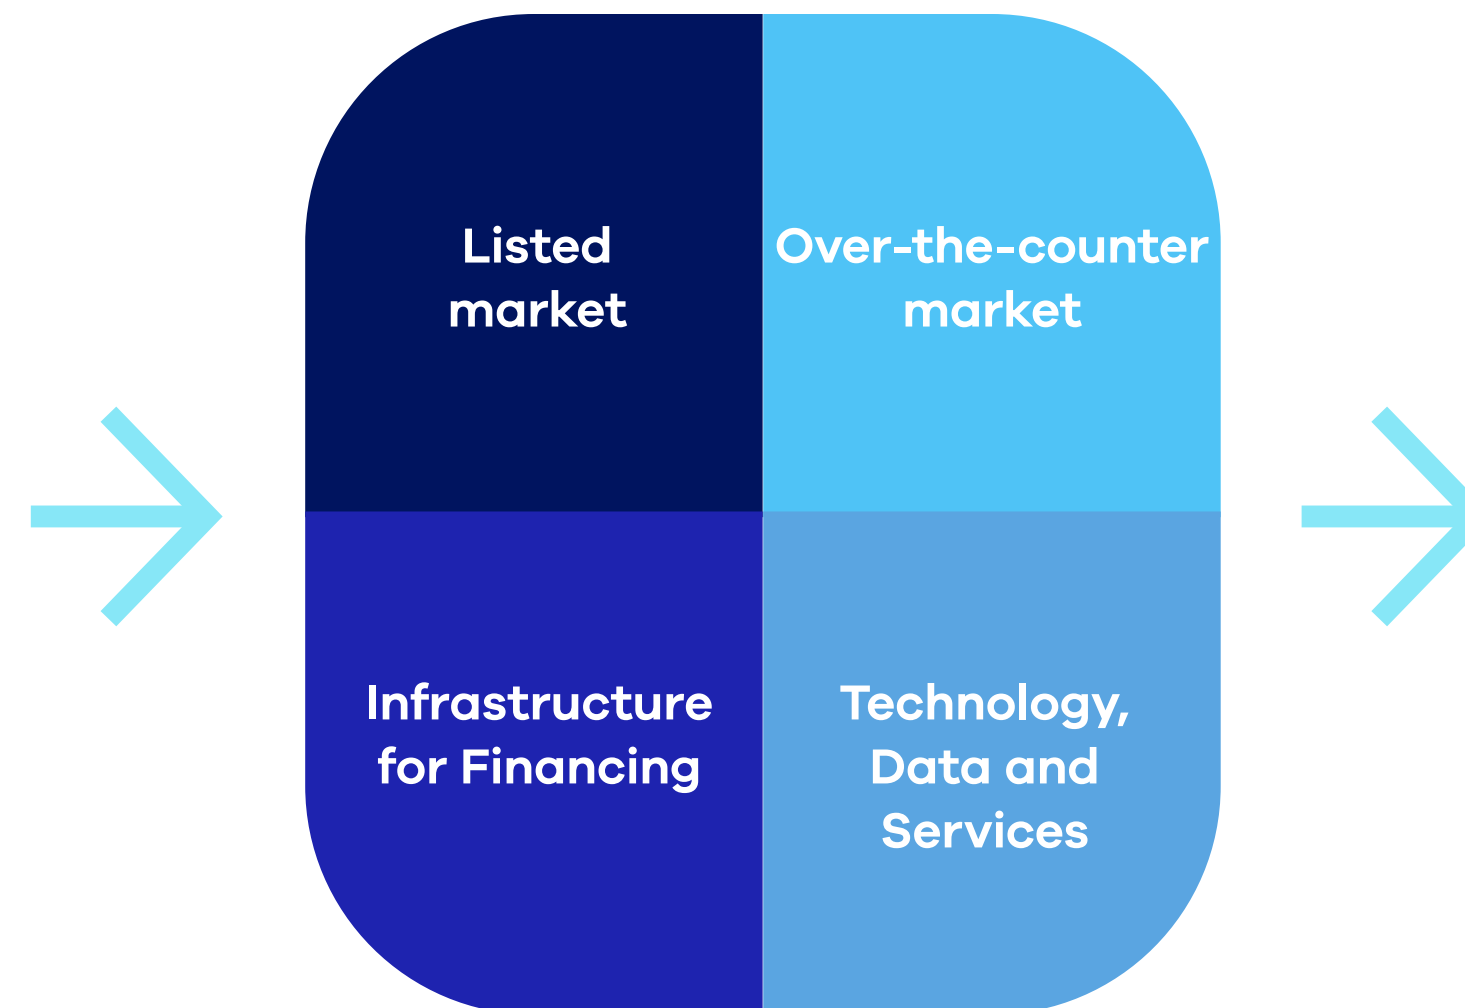 Listed
market
Over-the-counter
market
Infrastructure
for Financing
Technology,
Data and
Services